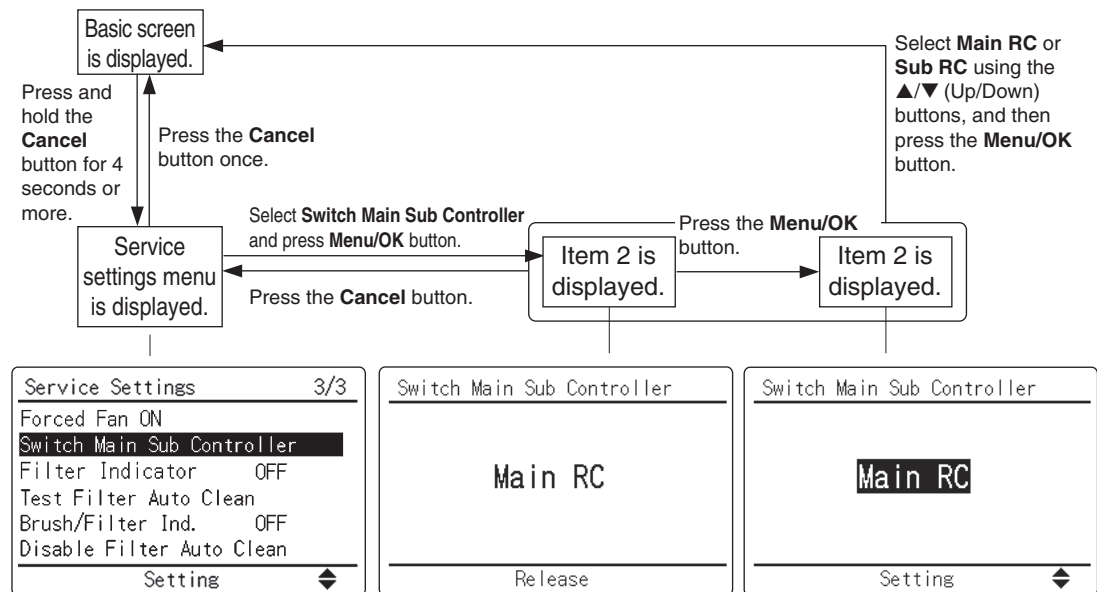 Basic screen
is displayed.
Press and
hold the
Cancel
button for 4
seconds or
more.
Press the Cancel
button once.
Select Main RC or
Sub RC using the
▲/▼ (Up/Down)
buttons, and then
press the Menu/OK
button.
Service
settings menu
is displayed.
Select Switch Main Sub Controller
and press Menu/OK button.
Press the Cancel button.
Item 2 is
displayed.
Press the Menu/OK
button.
Item 2 is
displayed.
Service Settings 3/3
Forced Fan ON
Switch Main Sub Controller
Filter Indicator OFF
Test Filter Auto Clean
Brush/Filter Ind. OFF
Disable Filter Auto Clean
Setting
Switch Main Sub Controller
Main RC
Release
Switch Main Sub Controller
Main RC
Setting